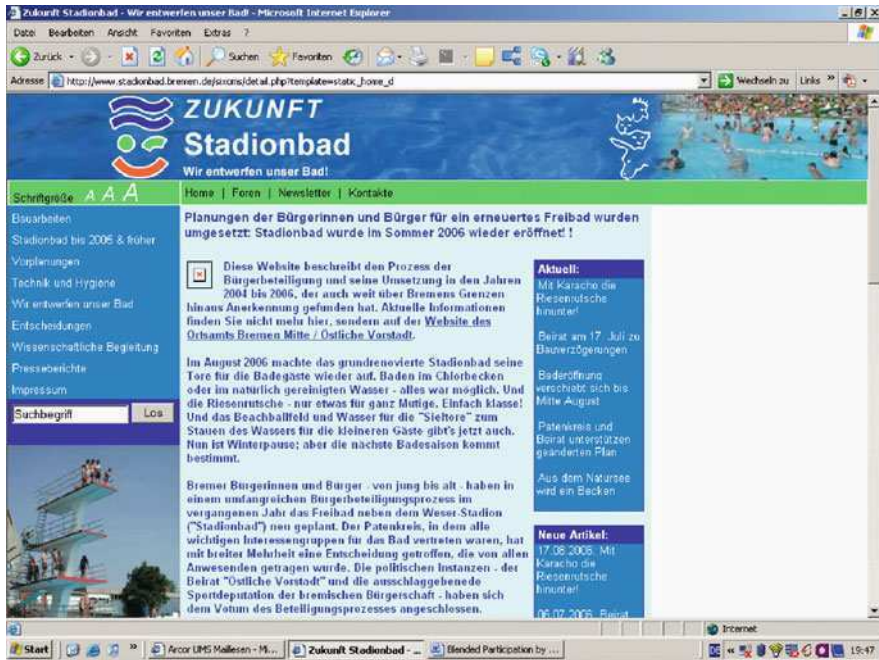 Zukunft Stadionbad - Wir entwerfen unser Bad! - Microsoft Internet Explorer
Datei Bearbeiten Ansicht Favoriten Extras ?
Zurück Suchen Favoriten
Adresse http://www.stadionbad.bremen.de/sixcms/detail.php?template=static_home_d Wechseln zu Links »
ZUKUNFT
Stadionbad
Wir entwerfen unser Bad!
Schriftgröße A A A
Home | Foren | Newsletter | Kontakte
Bauarbeiten
Stadionbad bis 2006 & früher
Vorplanungen
Technik und Hygiene
Wir entwerfen unser Bad
Entscheidungen
Wissenschaftliche Begleitung
Presseberichte
Impressum
Suchbegriff Los
Planungen der Bürgerinnen und Bürger für ein erneuertes Freibad wurden
umgesetzt: Stadionbad wurde im Sommer 2006 wieder eröffnet! !
Diese Website beschreibt den Prozess der
Bürgerbeteiligung und seine Umsetzung in den Jahren
2004 bis 2006, der auch weit über Bremens Grenzen
hinaus Anerkennung gefunden hat. Aktuelle Informationen
finden Sie nicht mehr hier, sondern auf der Website des
Ortsamts Bremen Mitte / Östliche Vorstadt.
Im August 2006 machte das grundrenovierte Stadionbad seine
Tore für die Badegäste wieder auf. Baden im Chlorbecken
oder im natürlich gereinigten Wasser - alles war möglich. Und
die Riesenrutsche - nur etwas für ganz Mutige. Einfach klasse!
Und das Beachballfeld und Wasser für die "Sieltore" zum
Stauen des Wassers für die kleineren Gäste gibt's jetzt auch.
Nun ist Winterpause; aber die nächste Badesaison kommt
bestimmt.
Bremer Bürgerinnen und Bürger - von jung bis alt - haben in
einem umfangreichen Bürgerbeteiligungsprozess im
vergangenen Jahr das Freibad neben dem Weser-Stadion
("Stadionbad") neu geplant. Der Patenkreis, in dem alle
wichtigen Interessengruppen für das Bad vertreten waren, hat
mit breiter Mehrheit eine Entscheidung getroffen, die von allen
Anwesenden getragen wurde. Die politischen Instanzen - der
Beirat "Östliche Vorstadt" und die ausschlaggebenede
Sportdeputation der bremischen Bürgerschaft - haben sich
dem Votum des Beteiligungsprozesses angeschlossen.
Aktuell:
Mit Karacho die
Riesenrutsche
hinunter!
Beirat am 17. Juli zu
Bauverzögerungen
Baderöffnung
verschiebt sich bis
Mitte August
Patenkreis und
Beirat unterstützen
geänderten Plan
Aus dem Natursee
wird ein Becken
Neue Artikel:
17.08.2006: Mit
Karacho die
Riesenrutsche
hinunter!
06.07.2006: Beirat
Internet
Start » Arcor UMS Mailesen - Mi... Zukunft Stadionbad - ... Blended Participation by ... DE « 19:47